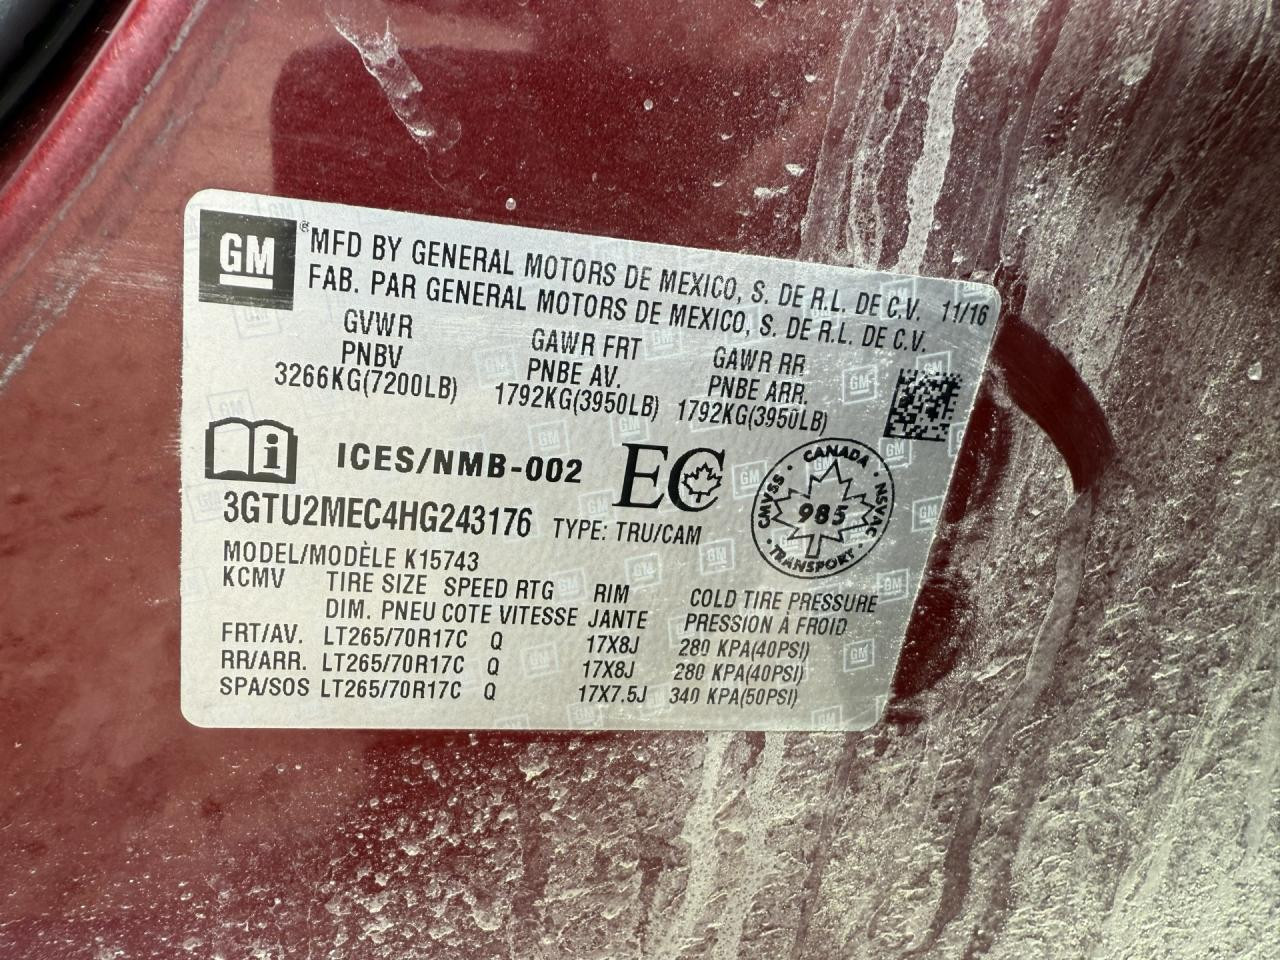 GM
MFD BY GENERAL MOTORS DE MEXICO, S. DE R.L. DE C.V. 11/16
FAB. PAR GENERAL MOTORS DE MEXICO, S. DE R.L. DE C.V.
GVWR GAWR FRT GAWR RR
PNBV PNBE AV. PNBE ARR.
3266KG(7200LB) 1792KG(3950LB) 1792KG(3950LB)
ICES/NMB-002 EC
CANADA
CMVSS 985 NSVAC
TRANSPORT
3GTU2MEC4HG243176 TYPE: TRU/CAM
MODEL/MODÈLE K15743
KCMV TIRE SIZE SPEED RTG RIM COLD TIRE PRESSURE
DIM. PNEU COTE VITESSE JANTE PRESSION À FROID
FRT/AV. LT265/70R17C Q 17X8J 280 KPA(40PSI)
RR/ARR. LT265/70R17C Q 17X8J 280 KPA(40PSI)
SPA/SOS LT265/70R17C Q 17X7.5J 340 KPA(50PSI)